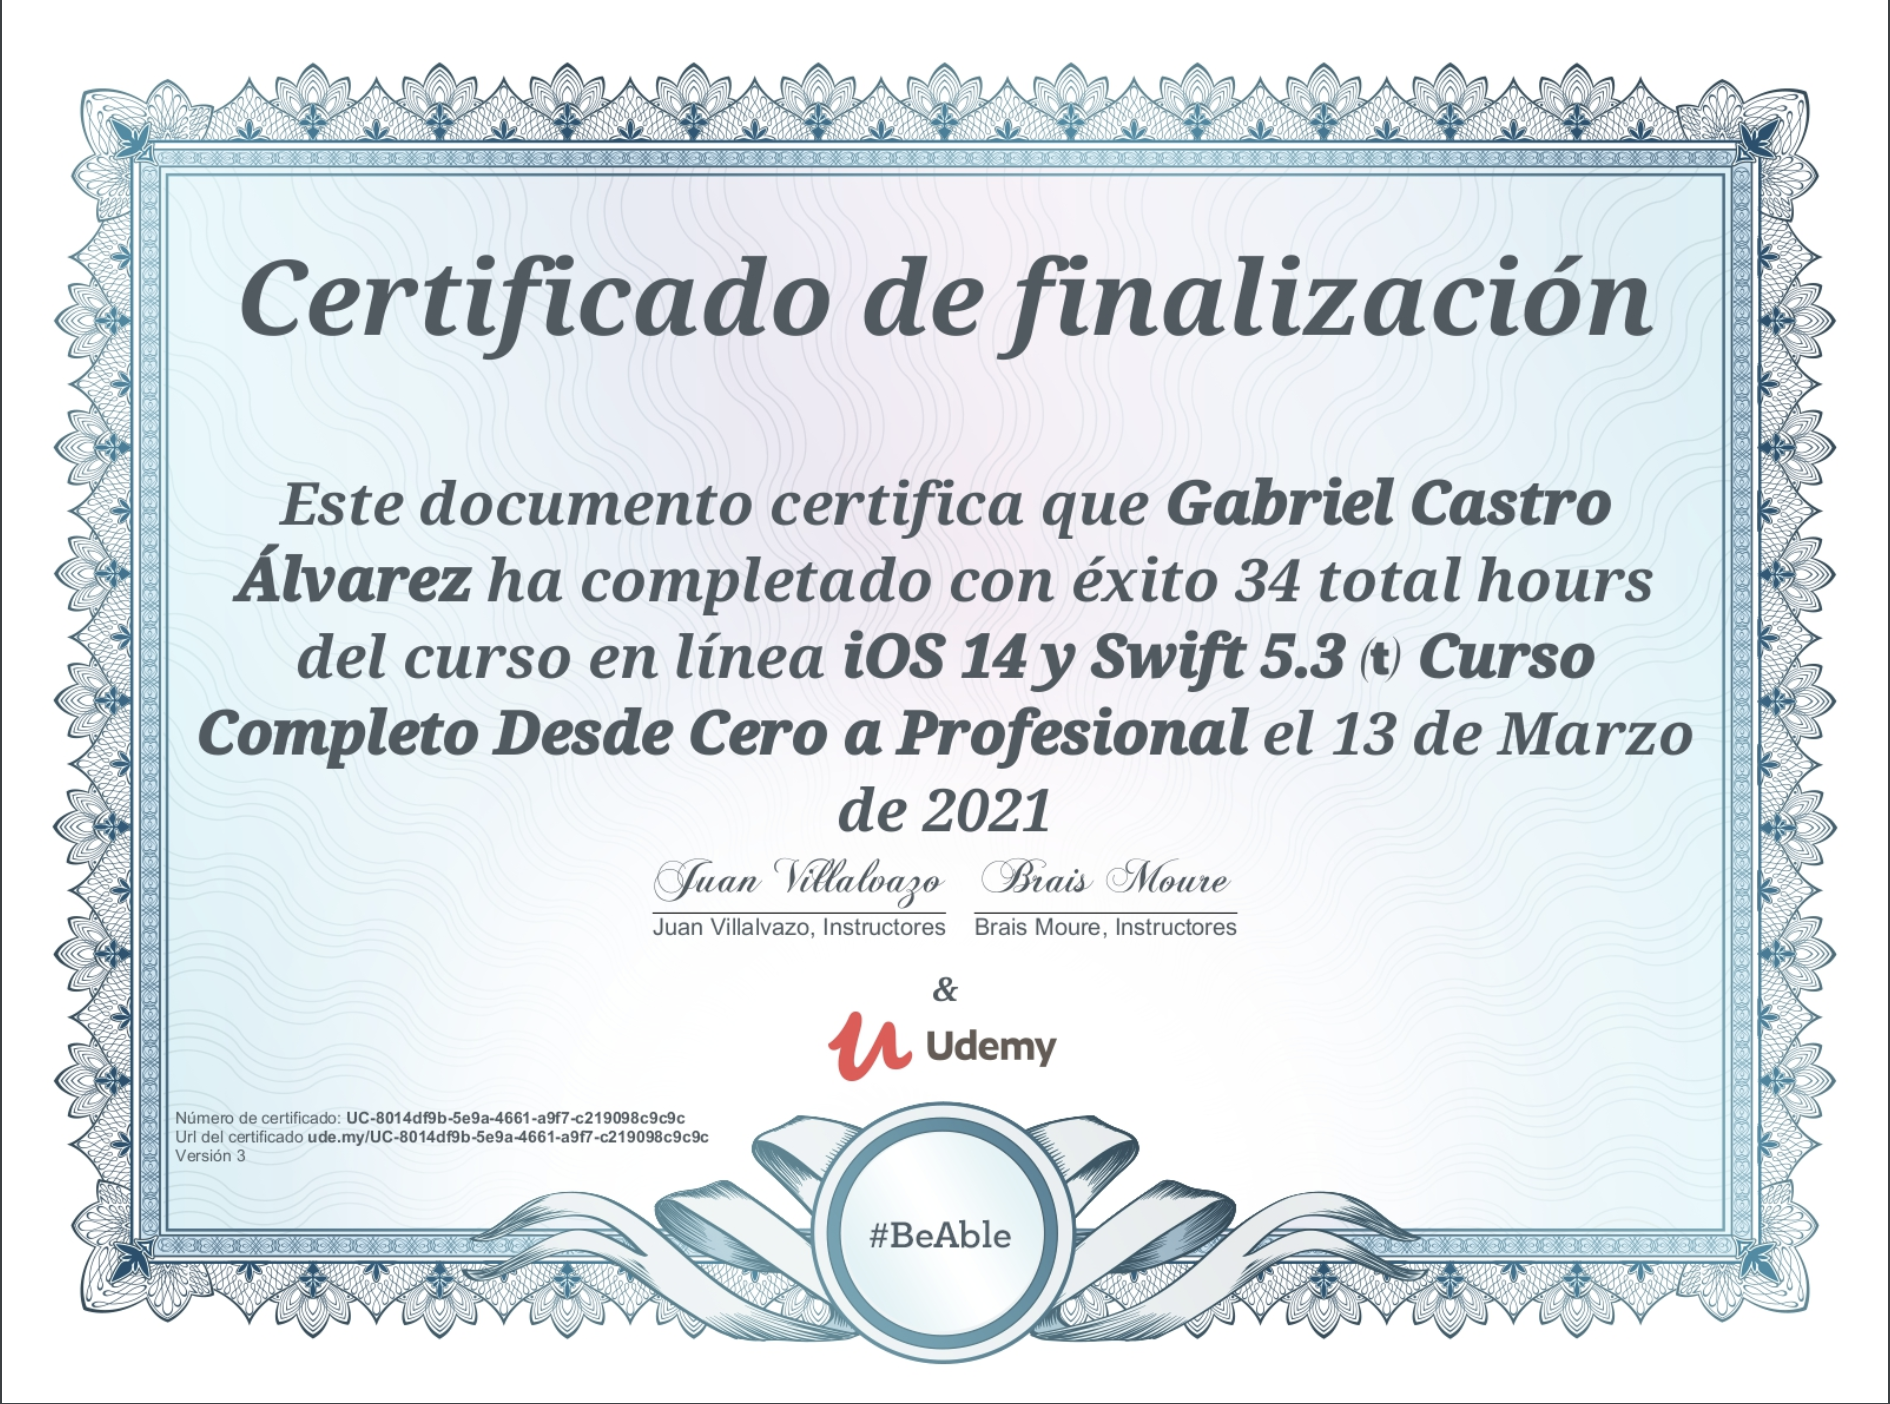 Certificado de finalización
Este documento certifica que Gabriel Castro
Álvarez ha completado con éxito 34 total hours
del curso en línea iOS 14 y Swift 5.3 (t) Curso
Completo Desde Cero a Profesional el 13 de Marzo
de 2021
Juan Villalvazo Brais Moure
Juan Villalvazo, Instructores Brais Moure, Instructores
&
Udemy
Número de certificado: UC-8014df9b-5e9a-4661-a9f7-c219098c9c9c
Url del certificado ude.my/UC-8014df9b-5e9a-4661-a9f7-c219098c9c9c
Versión 3
#BeAble